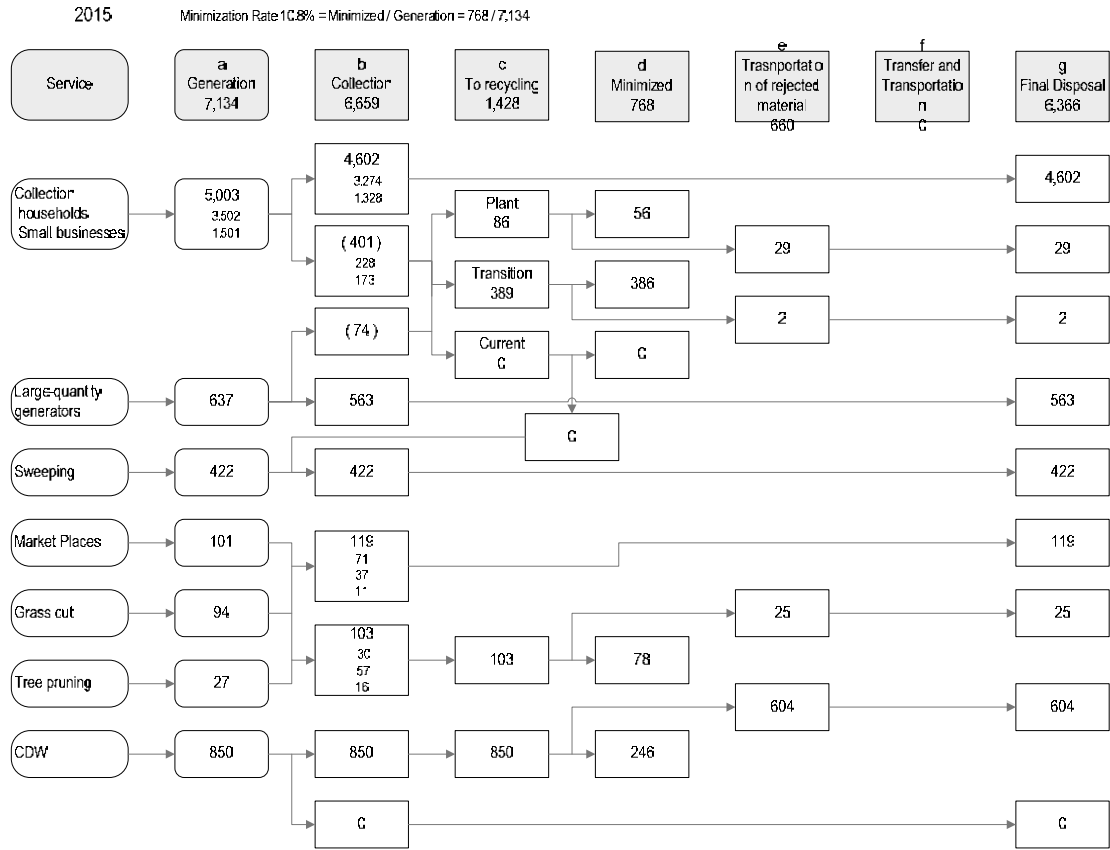 2015
Minimization Rate 10.8% = Minimized / Generation = 768 / 7,134
Service
a
Generation
7,134
b
Collection
6,659
c
To recycling
1,428
d
Minimized
768
e
Trasnportatio
n of rejected
material
660
f
Transfer and
Transportatio
n
0
g
Final Disposal
6,366
Collection
households
Small businesses
5,003
3,502
1,501
4,602
3,274
1,328
4,602
(401)
228
173
Plant
86
56
29
29
Transition
389
386
2
2
(74)
Current
0
0
Large-quantity
generators
637
563
563
0
Sweeping
422
422
422
Market Places
101
119
71
37
11
119
Grass cut
94
25
25
103
30
57
16
103
78
Tree pruning
27
604
604
CDW
850
850
850
246
0
0